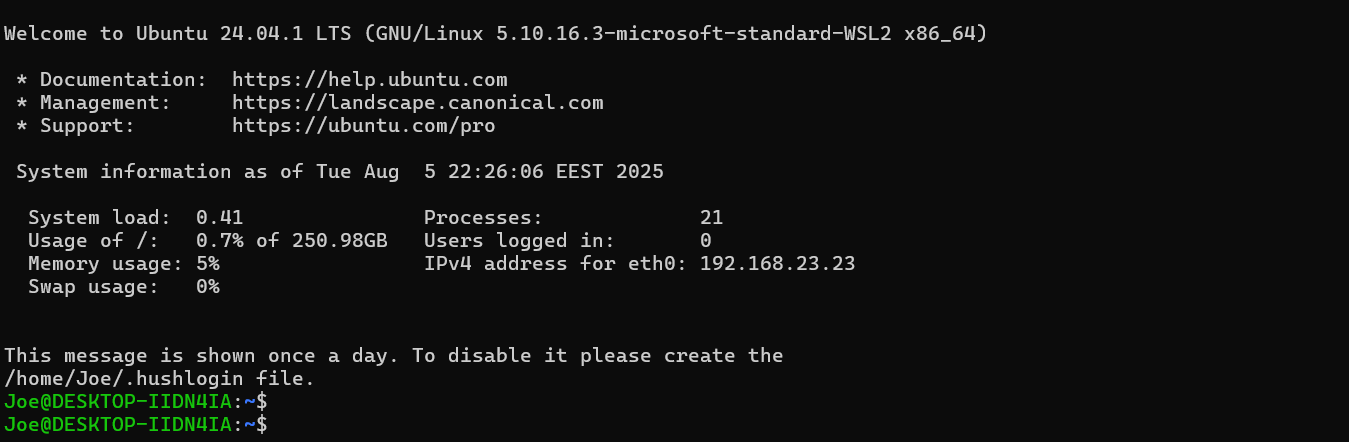 Welcome to Ubuntu 24.04.1 LTS (GNU/Linux 5.10.16.3-microsoft-standard-WSL2 x86_64)
* Documentation:  https://help.ubuntu.com
* Management:     https://landscape.canonical.com
* Support:        https://ubuntu.com/pro
System information as of Tue Aug  5 22:26:06 EEST 2025
System load:  0.41               Processes:             21
Usage of /:   0.7% of 250.98GB   Users logged in:       0
Memory usage: 5%                 IPv4 address for eth0: 192.168.23.23
Swap usage:   0%
This message is shown once a day. To disable it please create the
/home/Joe/.hushlogin file.
Joe@DESKTOP-IIDN4IA:~$
Joe@DESKTOP-IIDN4IA:~$